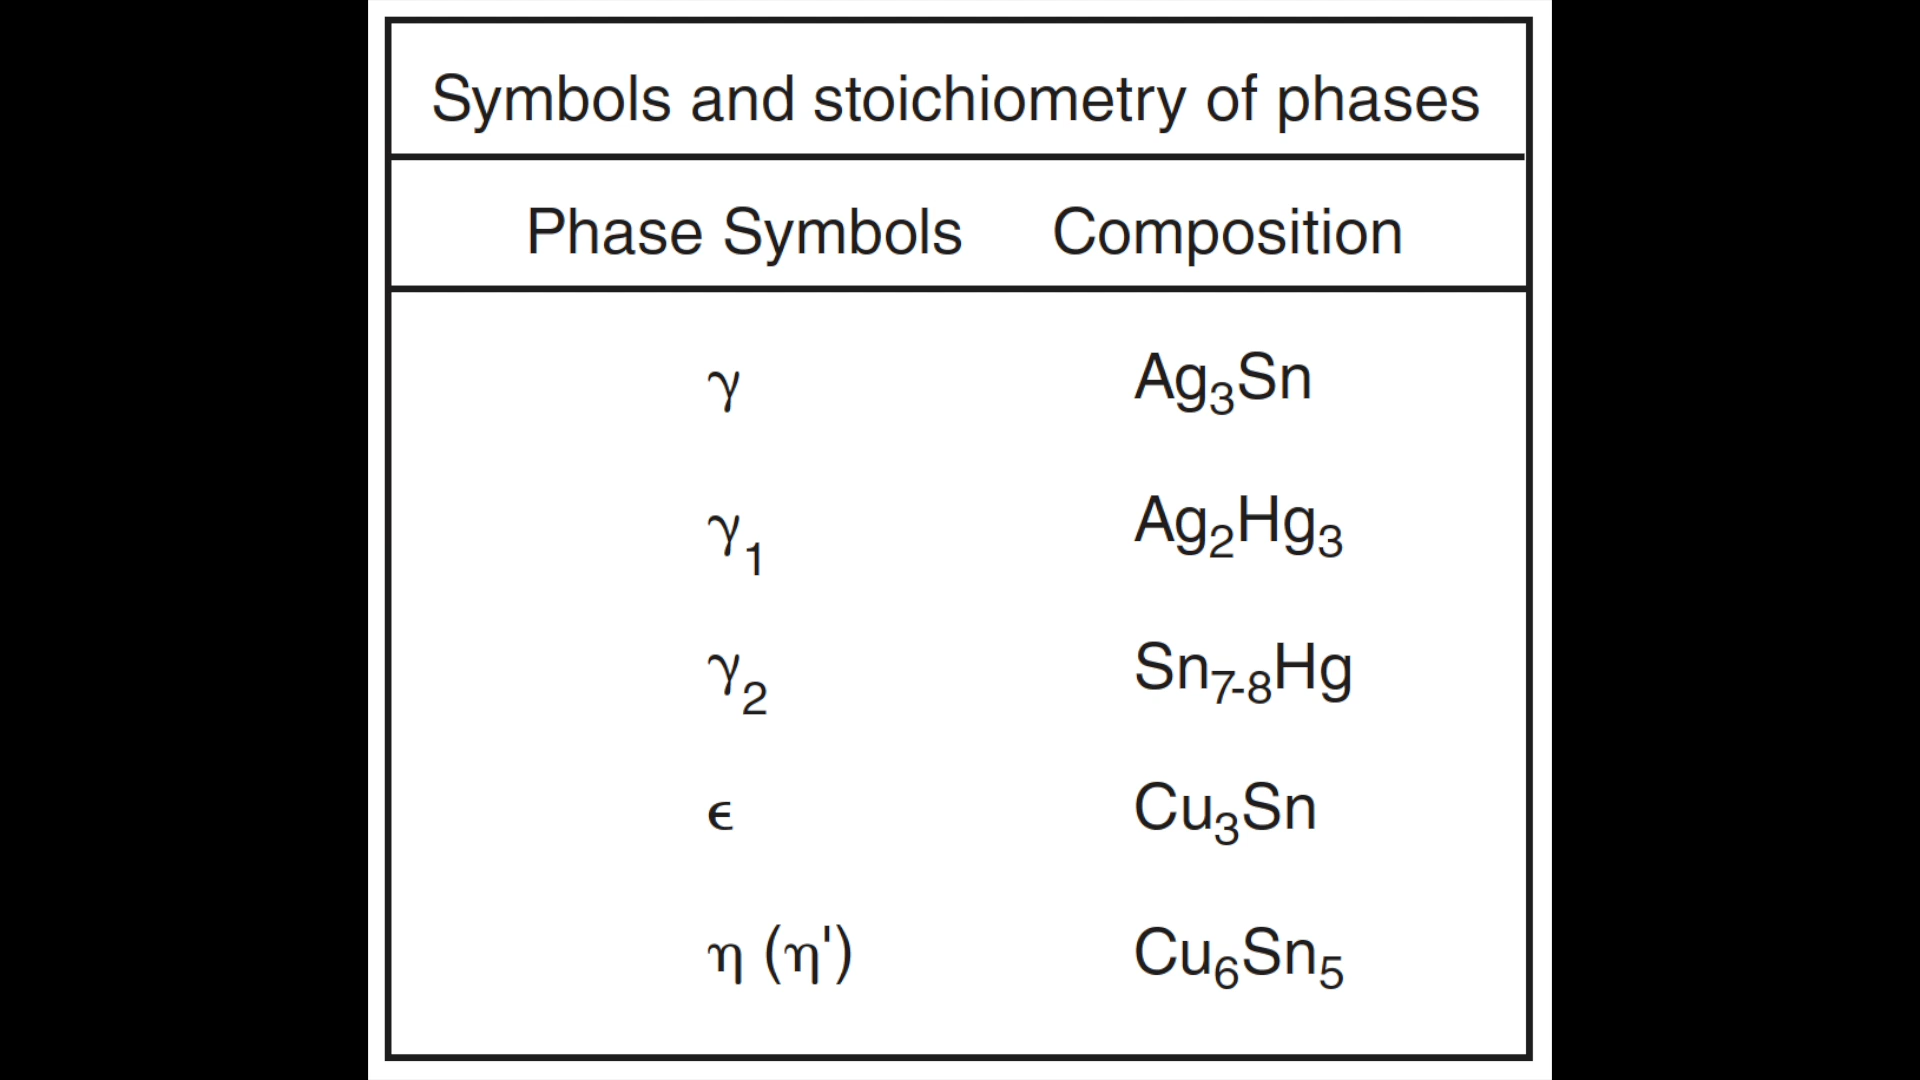 Symbols and stoichiometry of phases
Phase Symbols Composition
γ Ag₃Sn
γ₁ Ag₂Hg₃
γ₂ Sn₇₋₈Hg
ϵ Cu₃Sn
η (η') Cu₆Sn₅